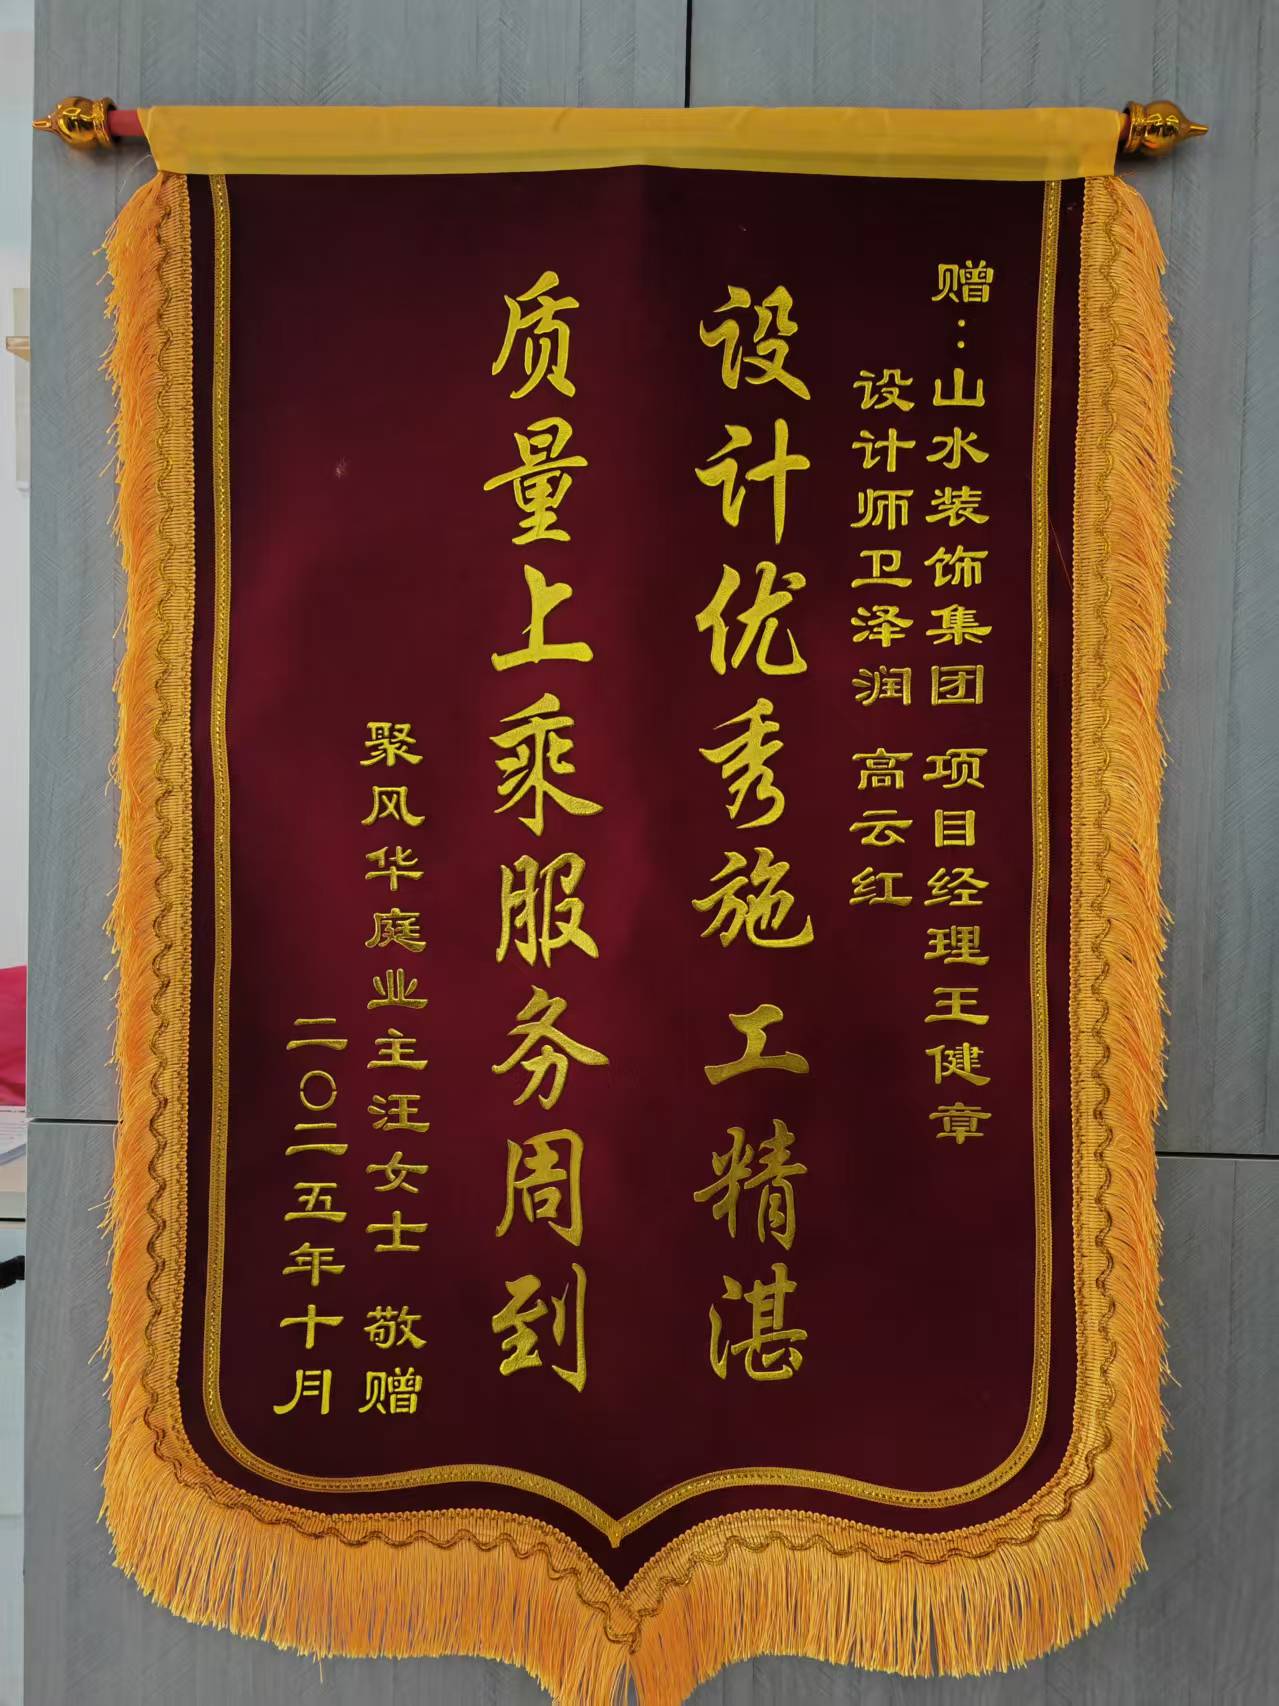 赠：山水装饰集团 项目经理王健章
设计师卫泽润 高云红
设计优秀施工精湛
质量上乘服务周到
聚风华庭业主汪女士 敬赠
二〇二五年十月